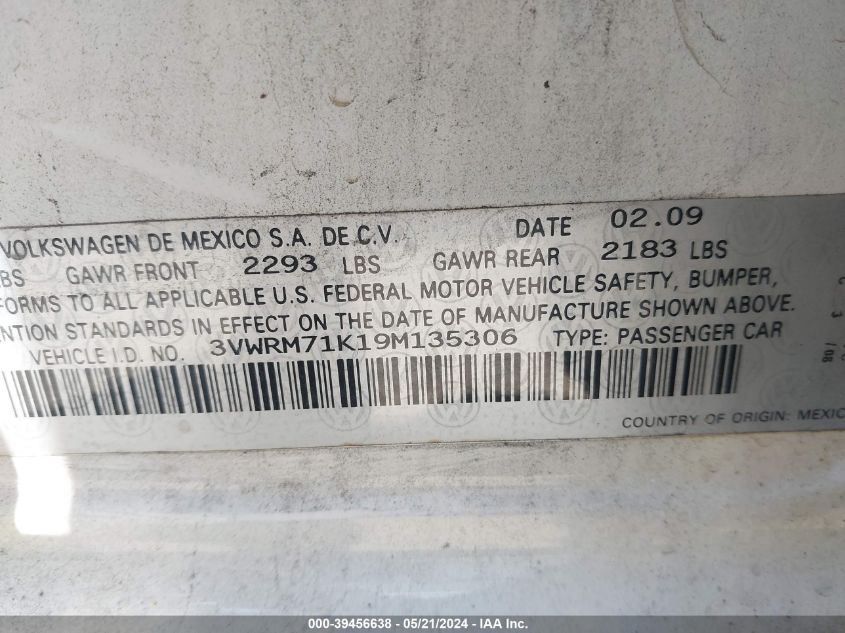 VOLKSWAGEN DE MEXICO S.A. DE C.V. DATE 02.09
BS GAWR FRONT 2293 LBS GAWR REAR 2183 LBS
FORMS TO ALL APPLICABLE U.S. FEDERAL MOTOR VEHICLE SAFETY, BUMPER,
ENTION STANDARDS IN EFFECT ON THE DATE OF MANUFACTURE SHOWN ABOVE.
VEHICLE I.D. NO. 3VWRM71K19M135306 TYPE: PASSENGER CAR
COUNTRY OF ORIGIN: MEXIC
000-39456638 - 05/21/2024 - IAA Inc.